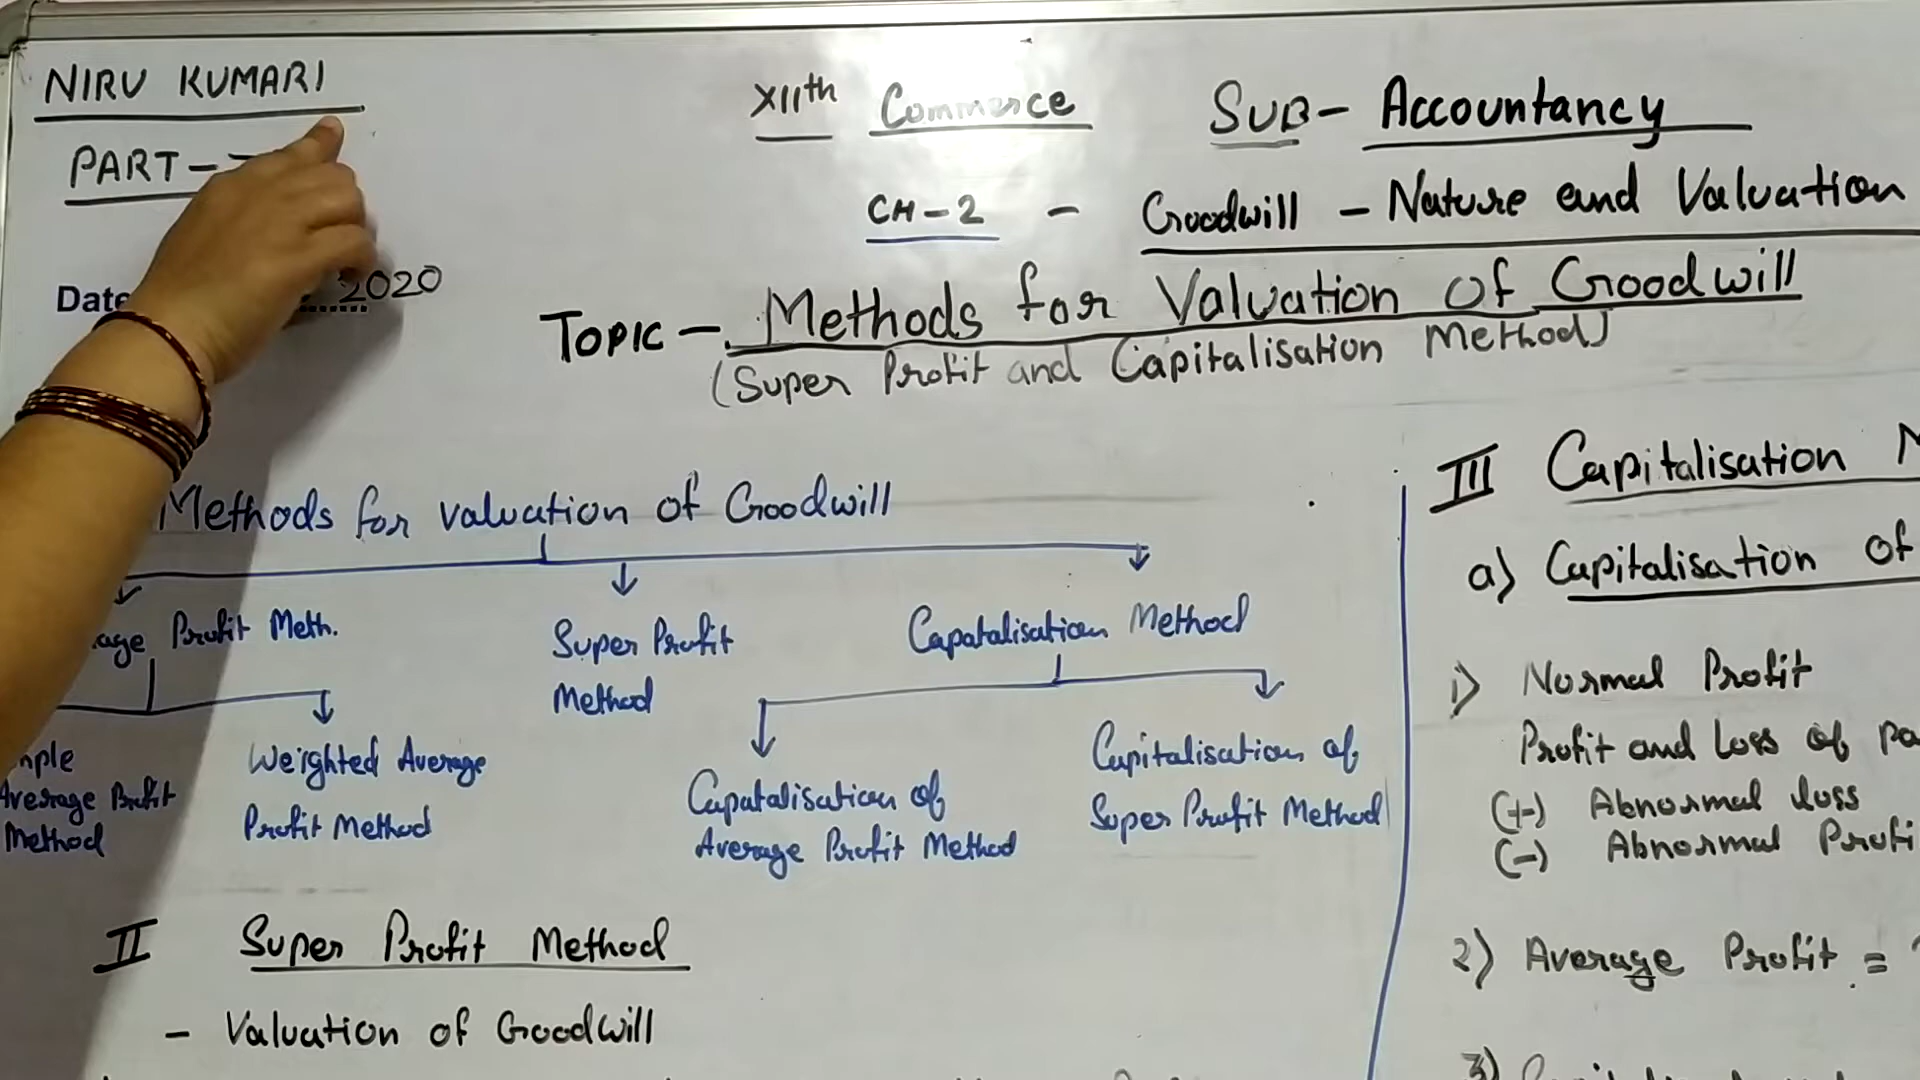 NIRU KUMARI
XIIth Commerce SUB- Accountancy
PART-
CH-2 - Goodwill - Nature and Valuation
Date 2020
TOPIC - Methods for Valuation of Goodwill
(Super Profit and Capitalisation Method)
Methods for valuation of Goodwill
Profit Meth.
Super Profit
Method
Capatalisation Method
Average Profit
Method
Weighted Average
Profit Method
Capatalisation of
Average Profit Method
Capitalisation of
Super Profit Method
II Super Profit Method
- Valuation of Goodwill
III Capitalisation
a) Capitalisation of
1) Normal Profit
Profit and Loss of
(+) Abnormal loss
(-) Abnormal
2) Average Profit =
3)